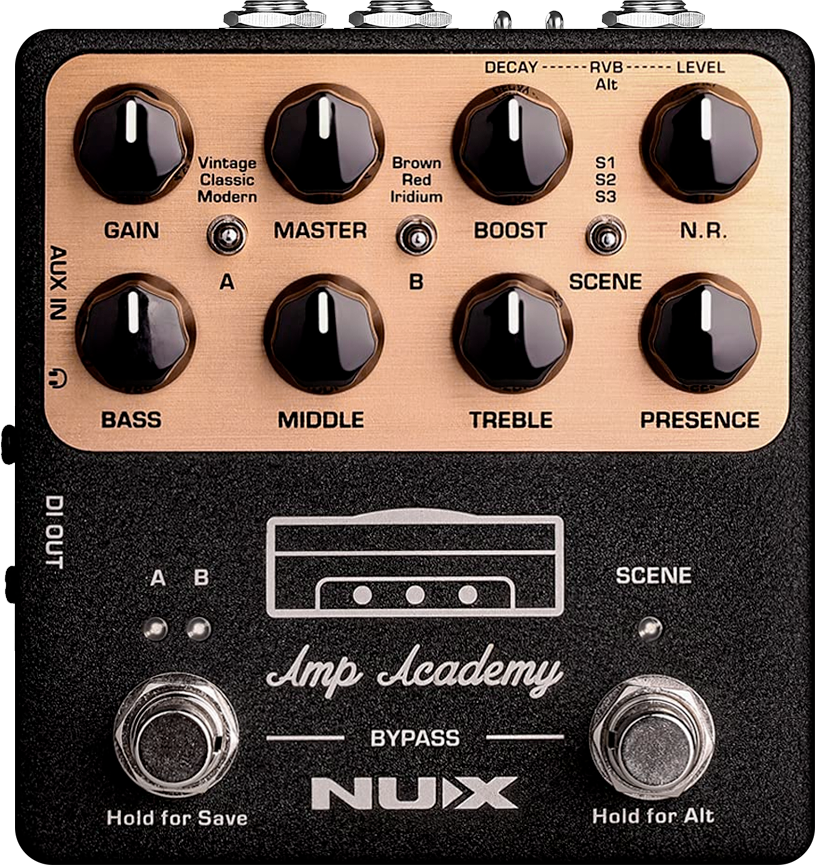 DECAY ------ RVB ------ LEVEL
Alt
Vintage
Classic
Modern
Brown
Red
Iridium
S1
S2
S3
GAIN
MASTER
BOOST
N.R.
A
B
SCENE
AUX IN
BASS
MIDDLE
TREBLE
PRESENCE
DI OUT
A B
SCENE
Amp Academy
BYPASS
NUX
Hold for Save
Hold for Alt